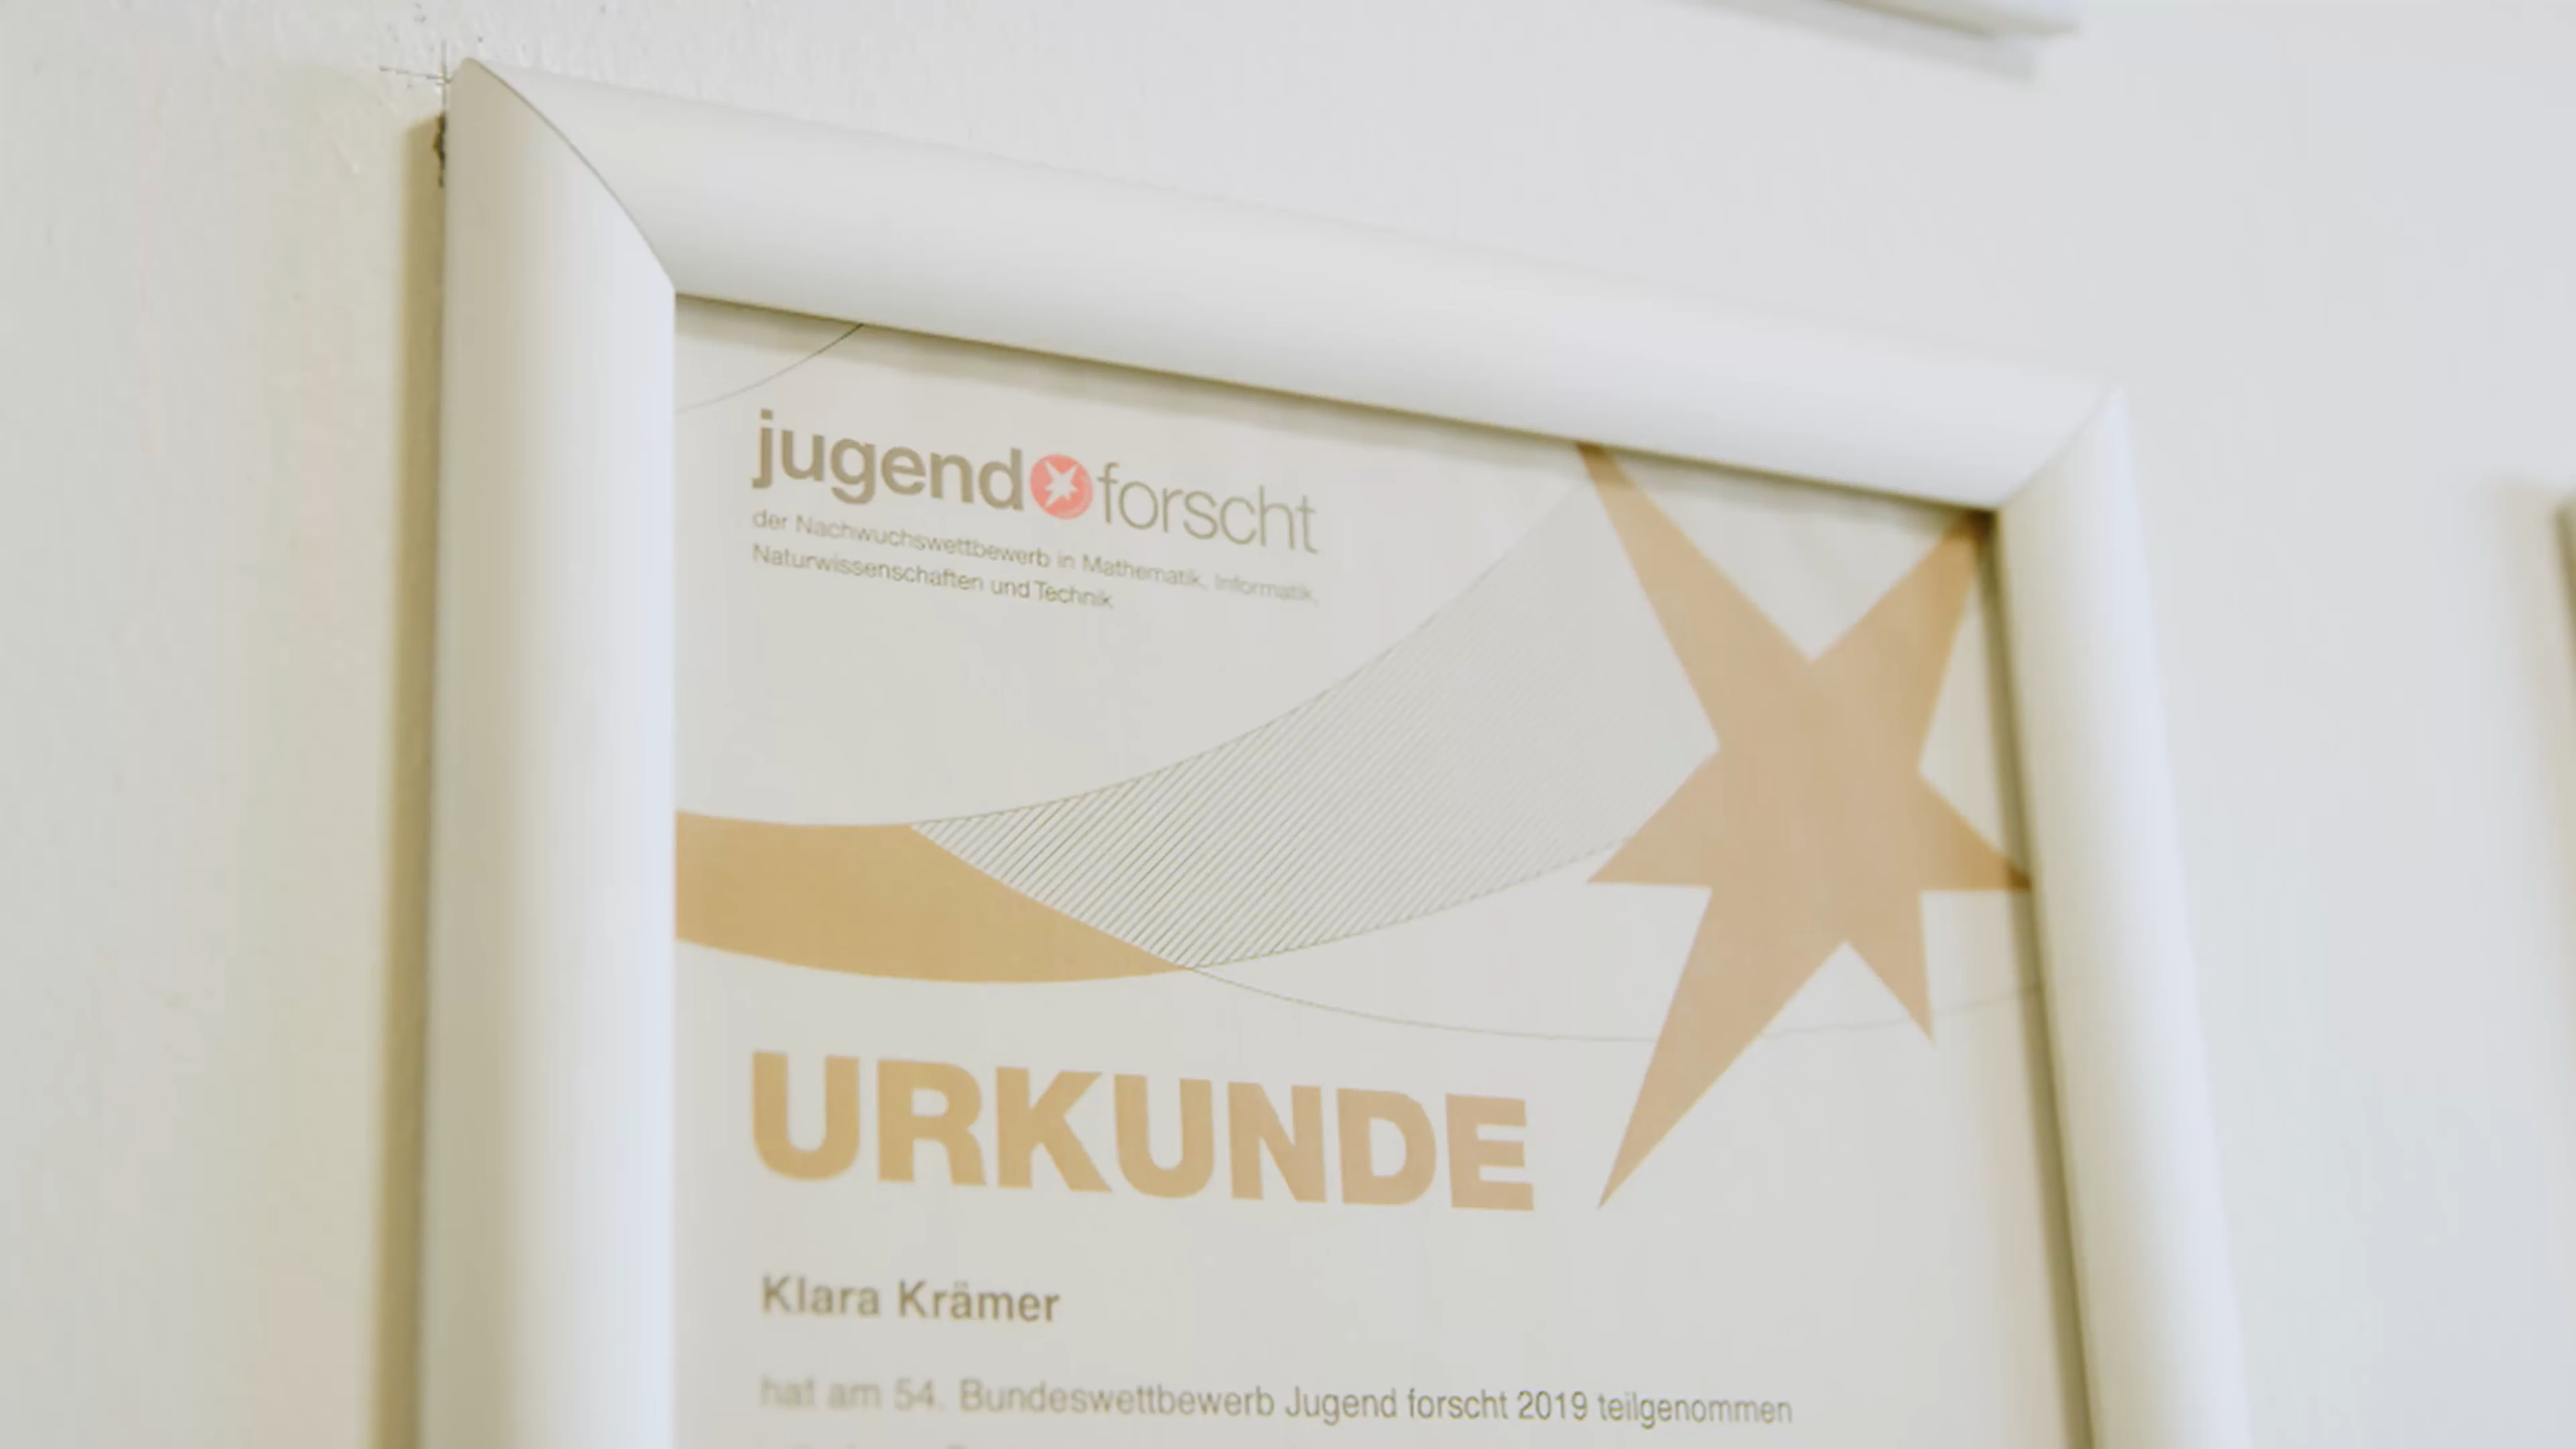 jugend forscht
der Nachwuchswettbewerb in Mathematik, Informatik,
Naturwissenschaften und Technik
URKUNDE
Klara Krämer
hat am 54. Bundeswettbewerb Jugend forscht 2019 teilgenommen